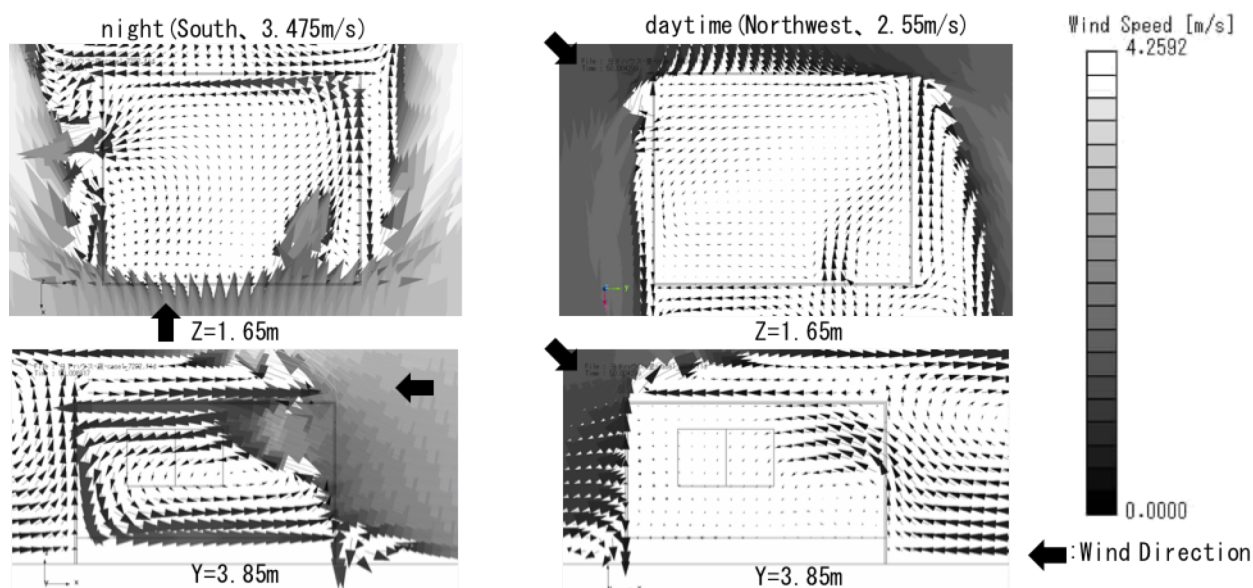 night(South、3.475m/s)
daytime(Northwest、2.55m/s)
Wind Speed [m/s]
4.2592
0.0000
Z=1.65m
Z=1.65m
Y=3.85m
Y=3.85m
:Wind Direction